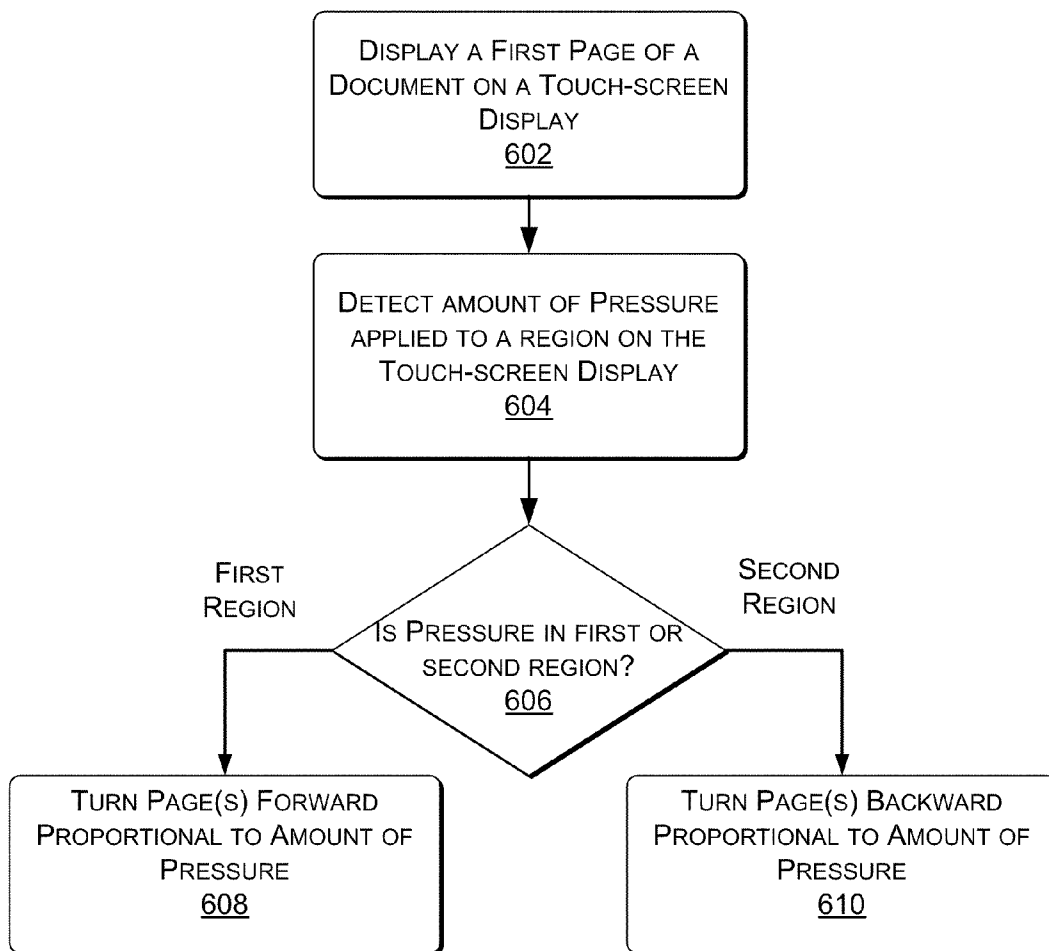 DISPLAY A FIRST PAGE OF A
DOCUMENT ON A TOUCH-SCREEN
DISPLAY
602
DETECT AMOUNT OF PRESSURE
APPLIED TO A REGION ON THE
TOUCH-SCREEN DISPLAY
604
FIRST
REGION
SECOND
REGION
IS PRESSURE IN FIRST OR
SECOND REGION?
606
TURN PAGE(S) FORWARD
PROPORTIONAL TO AMOUNT OF
PRESSURE
608
TURN PAGE(S) BACKWARD
PROPORTIONAL TO AMOUNT OF
PRESSURE
610